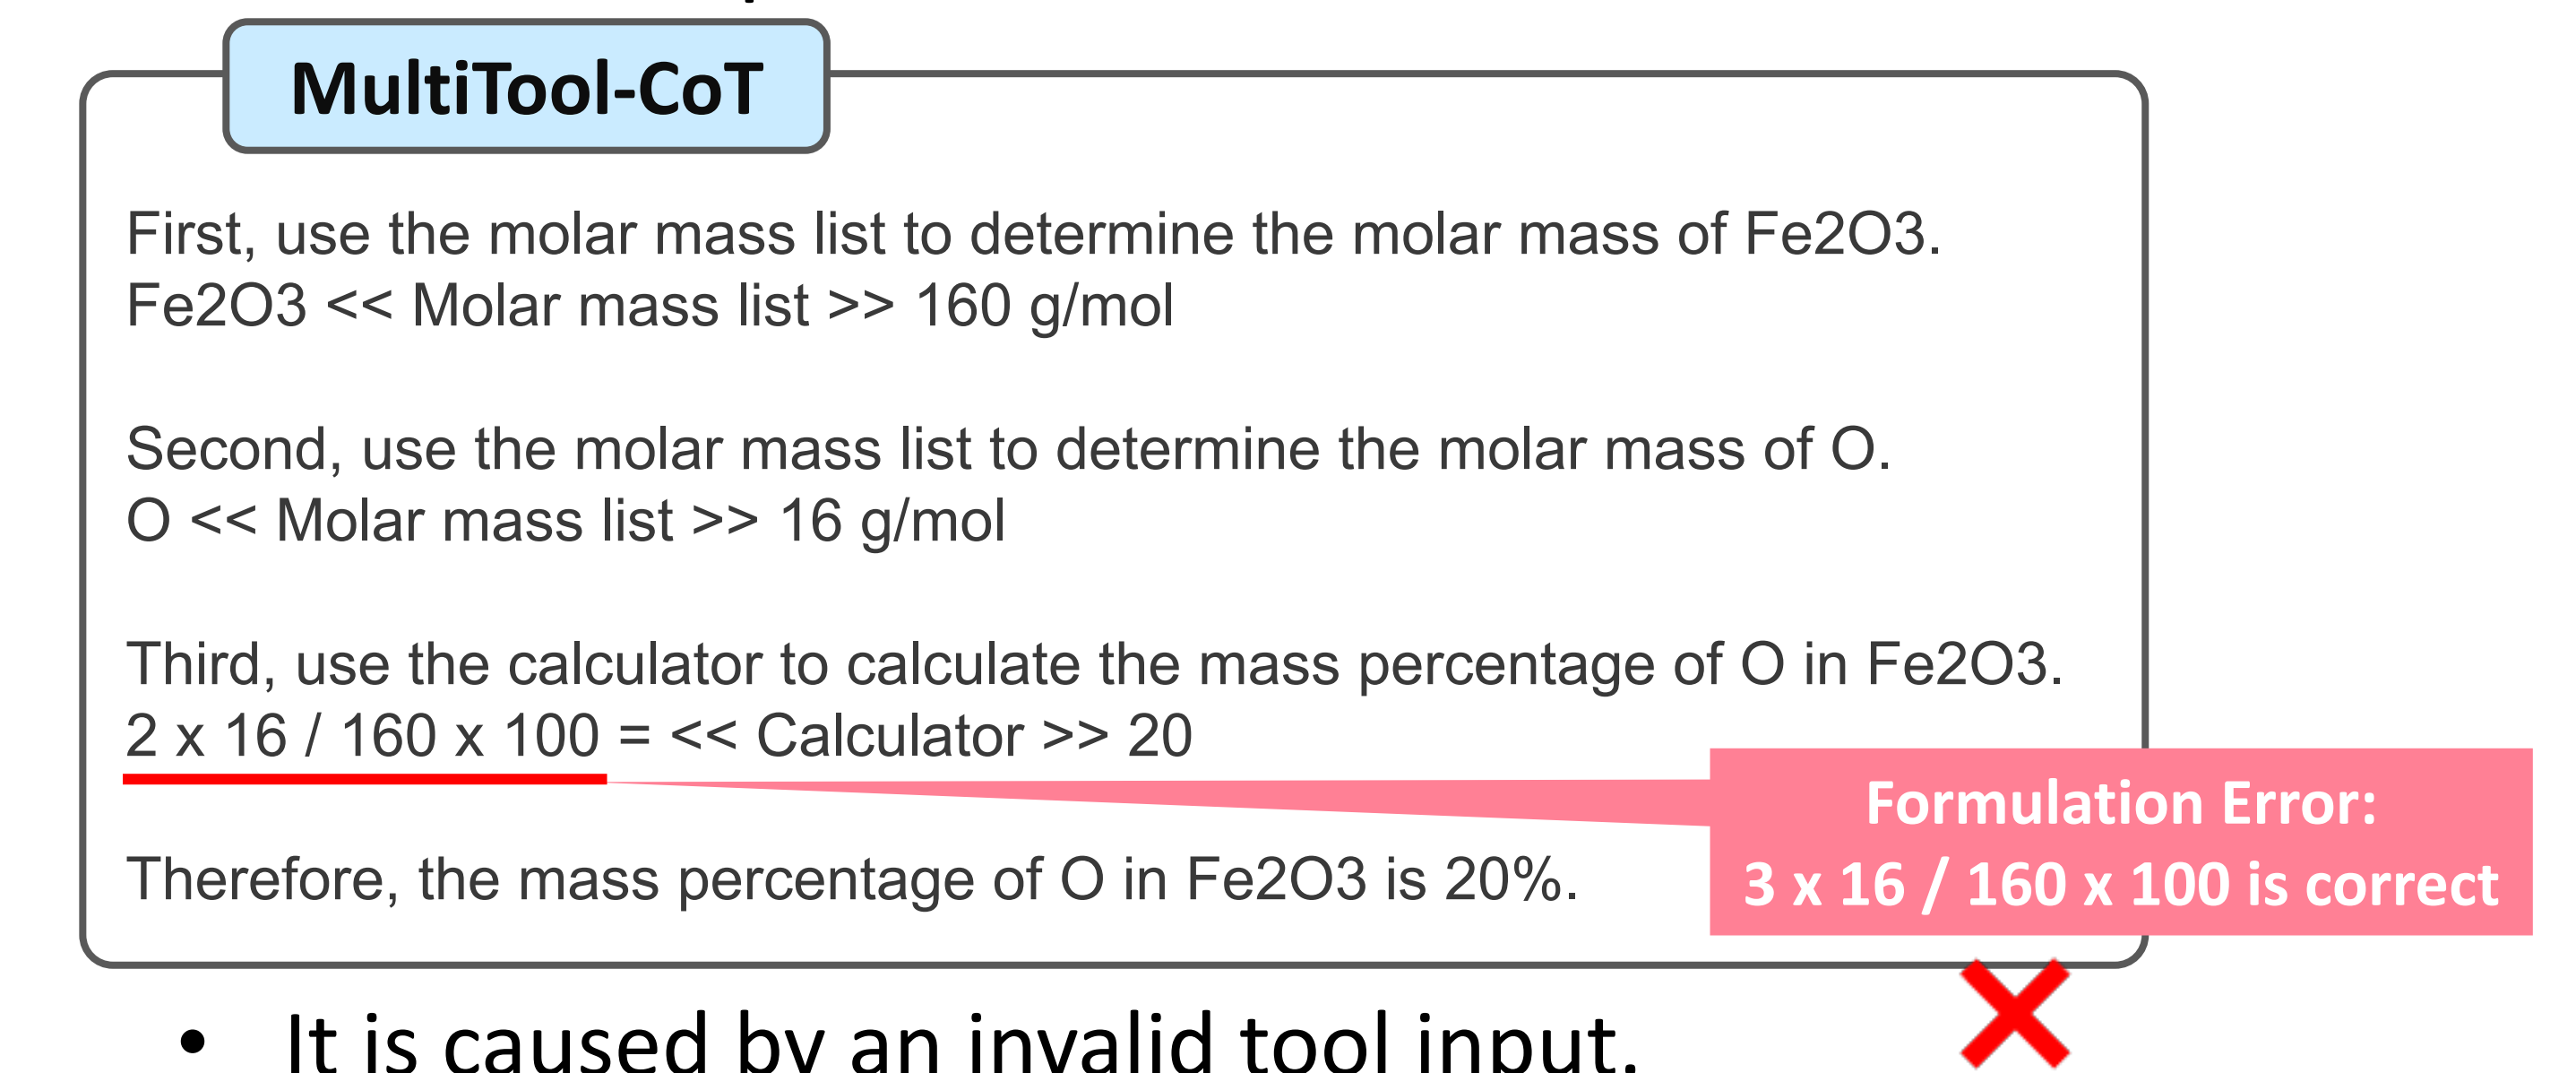 MultiTool-CoT
First, use the molar mass list to determine the molar mass of Fe2O3.
Fe2O3 << Molar mass list >> 160 g/mol
Second, use the molar mass list to determine the molar mass of O.
O << Molar mass list >> 16 g/mol
Third, use the calculator to calculate the mass percentage of O in Fe2O3.
2 x 16 / 160 x 100 = << Calculator >> 20
Formulation Error:
3 x 16 / 160 x 100 is correct
Therefore, the mass percentage of O in Fe2O3 is 20%.
• It is caused by an invalid tool input.